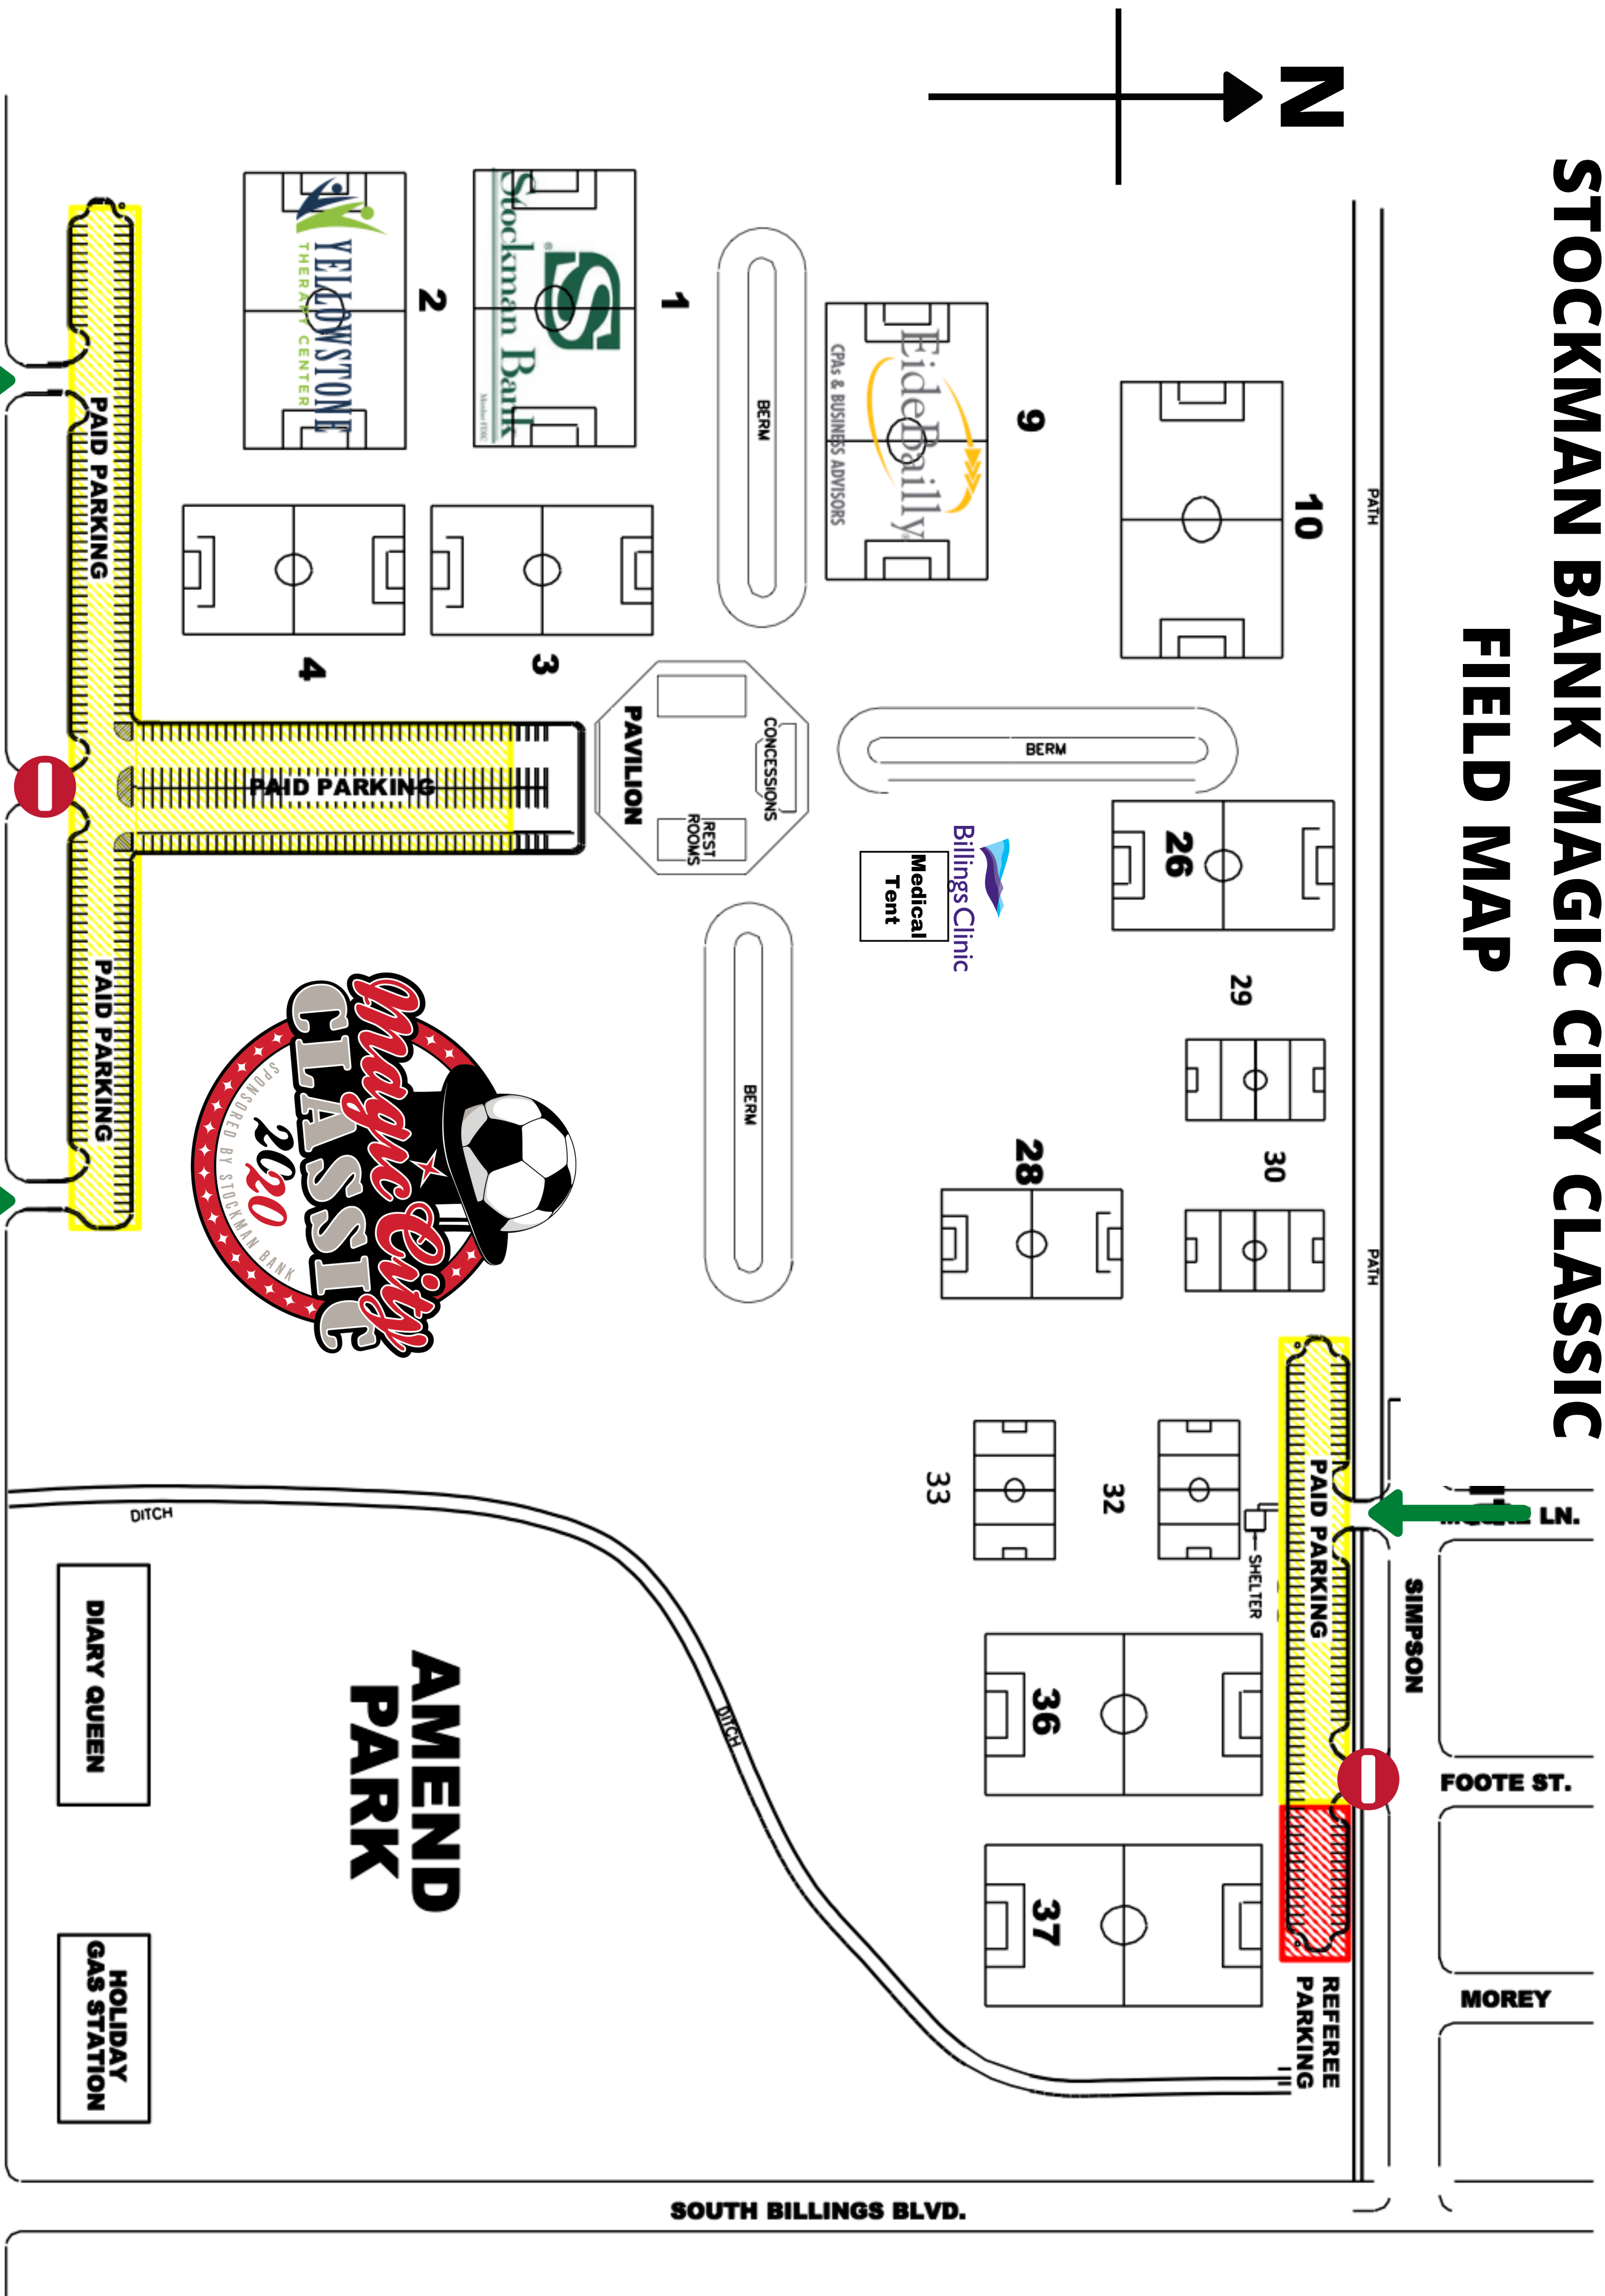 STOCKMAN BANK MAGIC CITY CLASSIC
FIELD MAP
N
PATH
PATH
LN.
SIMPSON
FOOTE ST.
MOREY
10
26
29
30
PAID PARKING
REFEREE
PARKING
SHELTER
32
33
36
37
28
9
EideBailly
CPAs & BUSINESS ADVISORS
BERM
Billings Clinic
Medical
Tent
BERM
BERM
1
S
Stockman Bank
Member FDIC
2
YELLOWSTONE
THERAPY CENTER
3
4
CONCESSIONS
PAVILION
REST
ROOMS
PAID PARKING
PAID PARKING
PAID PARKING
Magic City
CLASSIC
2020
SPONSORED BY STOCKMAN BANK
DITCH
DITCH
AMEND
PARK
DIARY QUEEN
HOLIDAY
GAS STATION
SOUTH BILLINGS BLVD.